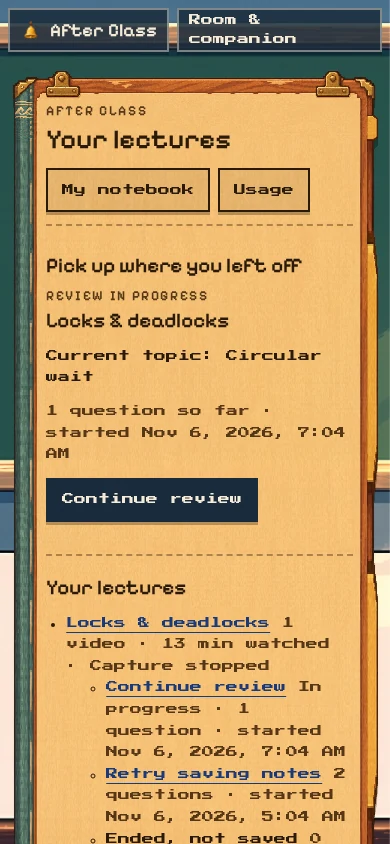 🔔 After Class
Room &
companion
AFTER CLASS
Your lectures
My notebook
Usage
Pick up where you left off
REVIEW IN PROGRESS
Locks & deadlocks
Current topic: Circular
wait
1 question so far ·
started Nov 6, 2026, 7:04
AM
Continue review
Your lectures
• Locks & deadlocks 1
video · 13 min watched
· Capture stopped
◦ Continue review In
progress · 1
question · started
Nov 6, 2026, 7:04 AM
◦ Retry saving notes 2
questions · started
Nov 6, 2026, 5:04 AM
◦ Ended, not saved 0